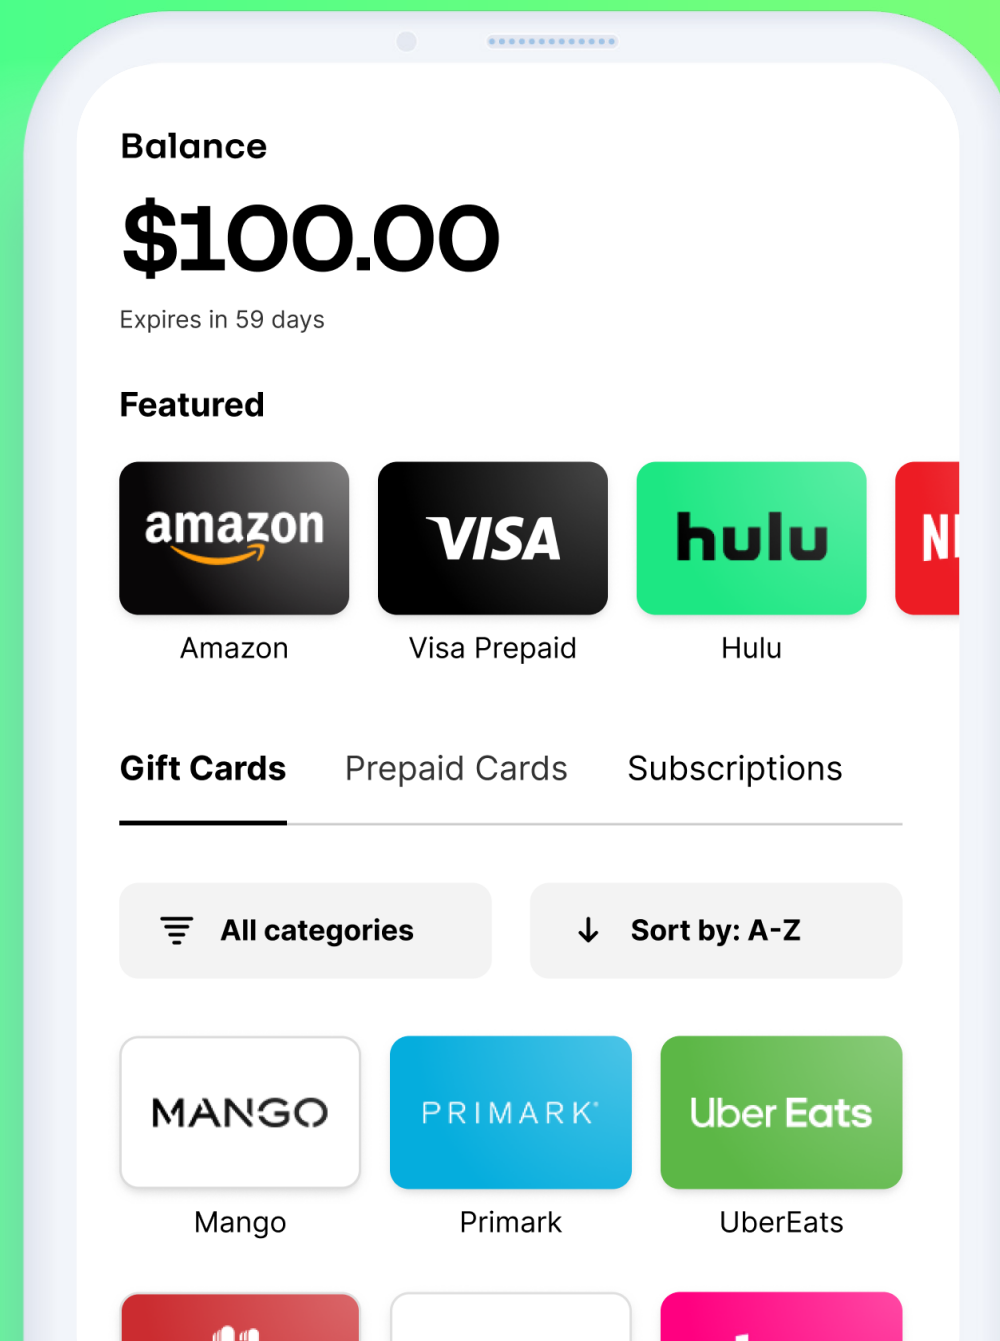 Balance
$100.00
Expires in 59 days
Featured
amazon VISA hulu
Amazon Visa Prepaid Hulu
Gift Cards Prepaid Cards Subscriptions
All categories Sort by: A-Z
MANGO PRIMARK® Uber Eats
Mango Primark UberEats